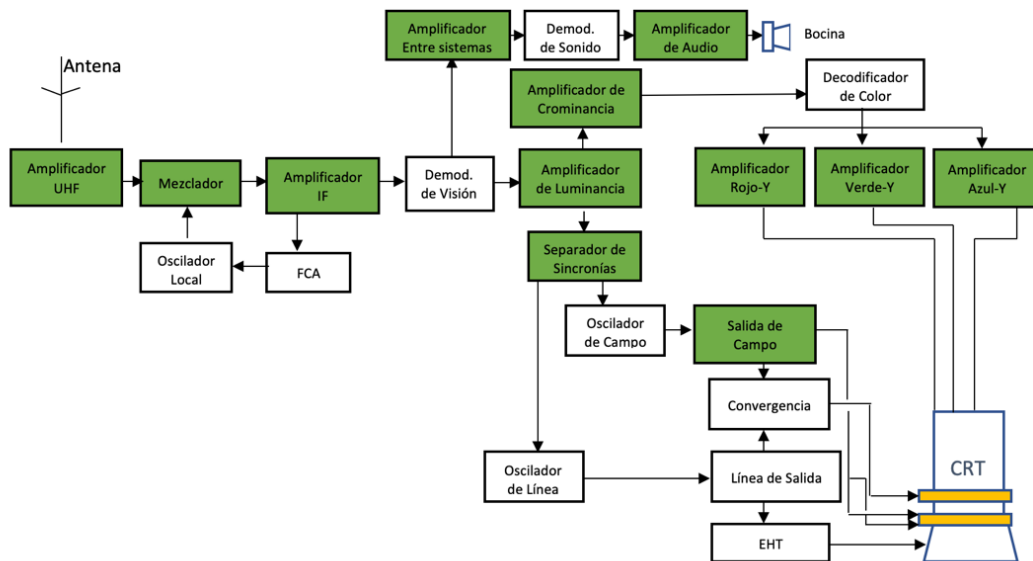 Antena
Amplificador
UHF
Mezclador
Amplificador
IF
Oscilador
Local
FCA
Demod.
de Visión
Amplificador
Entre sistemas
Demod.
de Sonido
Amplificador
de Audio
Bocina
Amplificador de
Crominancia
Decodificador
de Color
Amplificador
de Luminancia
Amplificador
Rojo-Y
Amplificador
Verde-Y
Amplificador
Azul-Y
Separador de
Sincronías
Oscilador
de Campo
Salida de
Campo
Convergencia
Oscilador
de Línea
Línea de Salida
EHT
CRT